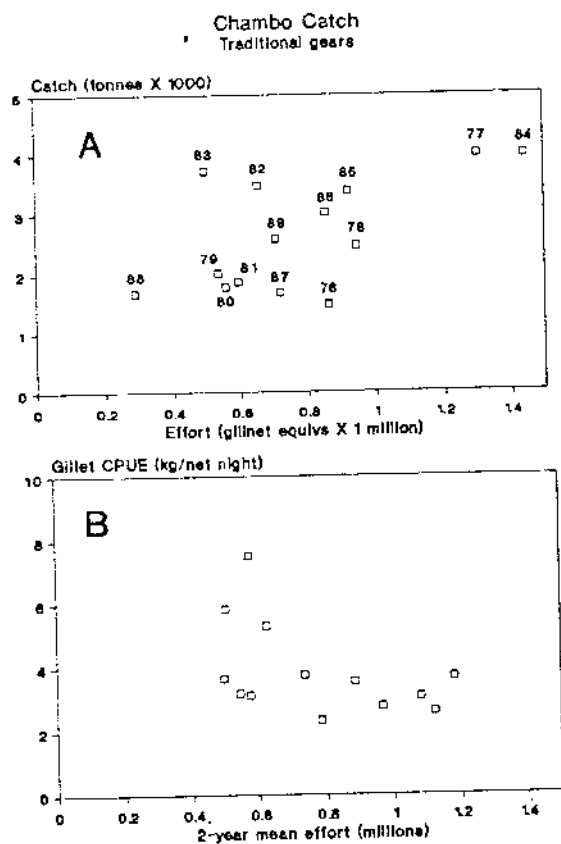 Chambo Catch
Traditional gears
Catch (tonnes X 1000)
5
A
77
84
83
82
85
4
86
89
78
3
79
81
88
87
76
80
2
1
0
0 0.2 0.4 0.6 0.8 1 1.2 1.4
Effort (gillnet equivs X 1 million)
Gillet CPUE (kg/net night)
10
B
8
6
4
2
0
0 0.2 0.4 0.6 0.8 1 1.2 1.4
2-year mean effort (millions)